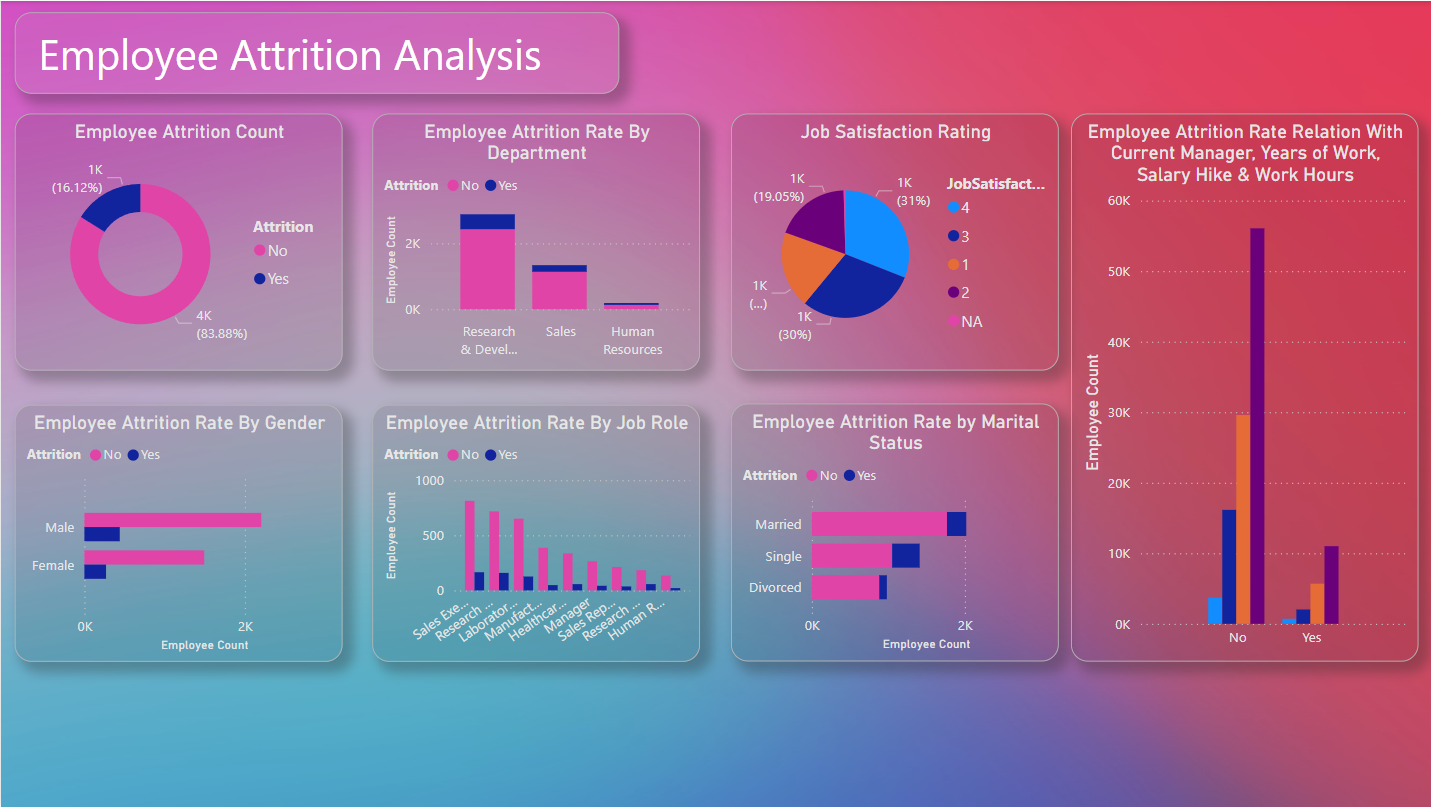 Employee Attrition Analysis
Employee Attrition Count
1K
(16.12%)
4K
(83.88%)
Attrition
No
Yes
Employee Attrition Rate By
Department
Attrition No Yes
Employee Count
2K
0K
Research
& Devel...
Sales
Human
Resources
Job Satisfaction Rating
1K
(19.05%)
1K
(31%)
1K
(...)
1K
(30%)
JobSatisfact...
4
3
1
2
NA
Employee Attrition Rate Relation With
Current Manager, Years of Work,
Salary Hike & Work Hours
Employee Count
60K
50K
40K
30K
20K
10K
0K
No
Yes
Employee Attrition Rate By Gender
Attrition No Yes
Male
Female
0K
2K
Employee Count
Employee Attrition Rate By Job Role
Attrition No Yes
Employee Count
1000
500
0
Sales Exe...
Research ...
Laborator...
Manufact...
Healthcar...
Manager
Sales Rep...
Research ...
Human R...
Employee Attrition Rate by Marital
Status
Attrition No Yes
Married
Single
Divorced
0K
2K
Employee Count